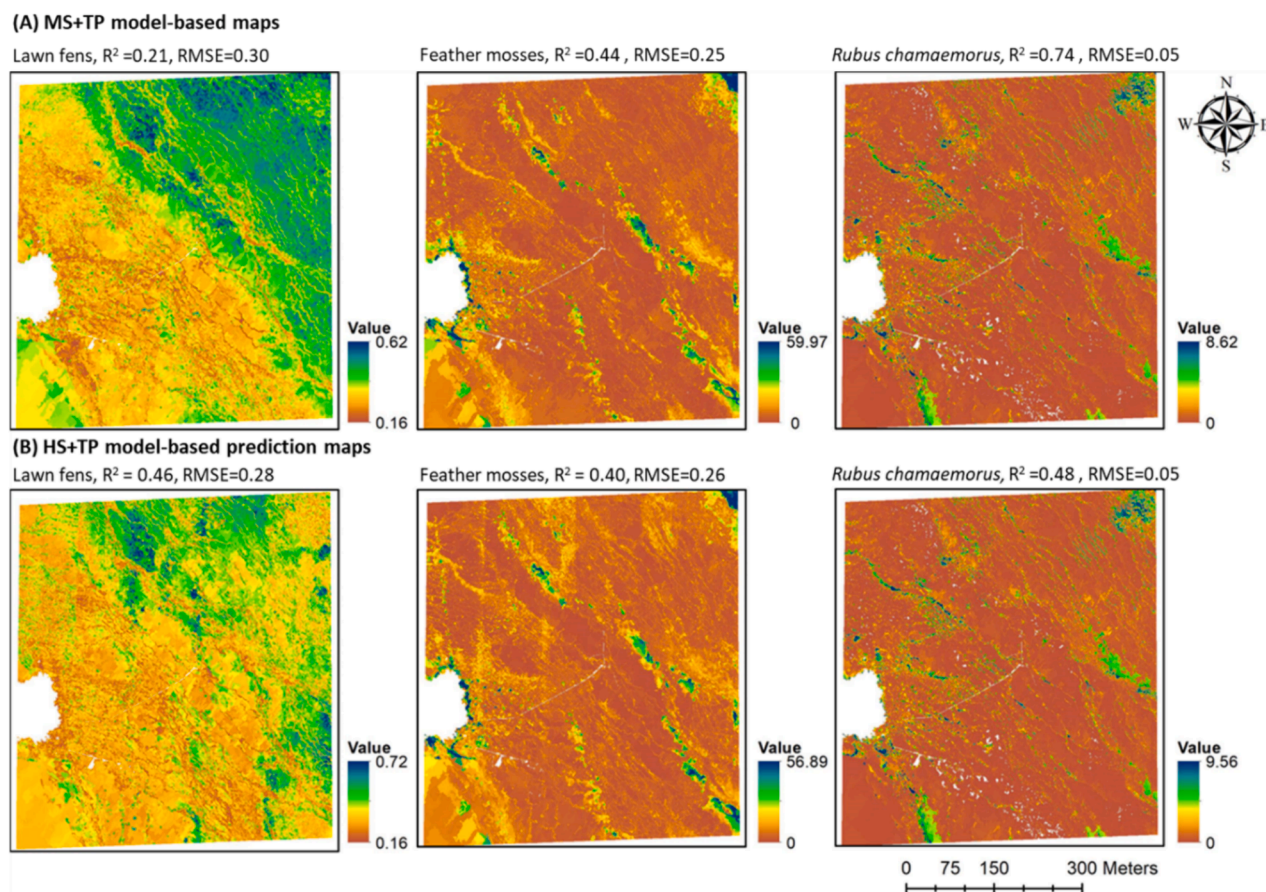 (A) MS+TP model-based maps
Lawn fens, R² =0.21, RMSE=0.30
Feather mosses, R² =0.44 , RMSE=0.25
Rubus chamaemorus, R² =0.74 , RMSE=0.05
N
W E
S
Value
0.62
0.16
Value
59.97
0
Value
8.62
0
(B) HS+TP model-based prediction maps
Lawn fens, R² = 0.46, RMSE=0.28
Feather mosses, R² = 0.40, RMSE=0.26
Rubus chamaemorus, R² =0.48 , RMSE=0.05
Value
0.72
0.16
Value
56.89
0
Value
9.56
0
0 75 150 300 Meters